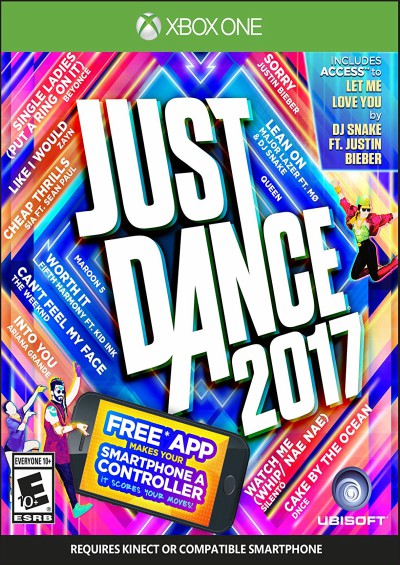 XBOX ONE
SINGLE LADIES
(PUT A RING ON IT)
BEYONCÉ
LIKE I WOULD
ZAYN
CHEAP THRILLS
SIA FT. SEAN PAUL
MAROON 5
WORTH IT
FIFTH HARMONY FT. KID INK
CAN'T FEEL MY FACE
THE WEEKND
INTO YOU
ARIANA GRANDE
SORRY
JUSTIN BIEBER
LEAN ON
MAJOR LAZER FT. MØ
& DJ SNAKE
QUEEN
INCLUDES
ACCESS** to
LET ME
LOVE YOU
by
DJ SNAKE
FT. JUSTIN
BIEBER
JUST
DANCE
2017
FREE* APP
MAKES YOUR
SMARTPHONE A
CONTROLLER
IT SCORES YOUR MOVES!
WATCH ME
(WHIP / NAE NAE)
SILENTÓ
CAKE BY THE OCEAN
DNCE
EVERYONE 10+
E
10+
ESRB
UBISOFT
REQUIRES KINECT OR COMPATIBLE SMARTPHONE